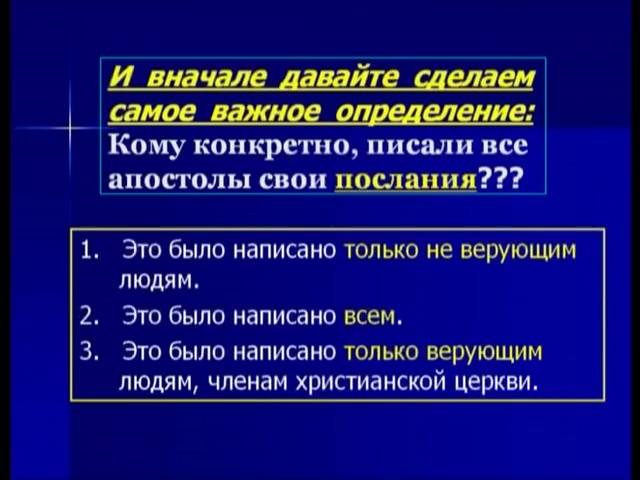 И вначале давайте сделаем
самое важное определение:
Кому конкретно, писали все
апостолы свои послания???
1. Это было написано только не верующим
людям.
2. Это было написано всем.
3. Это было написано только верующим
людям, членам христианской церкви.